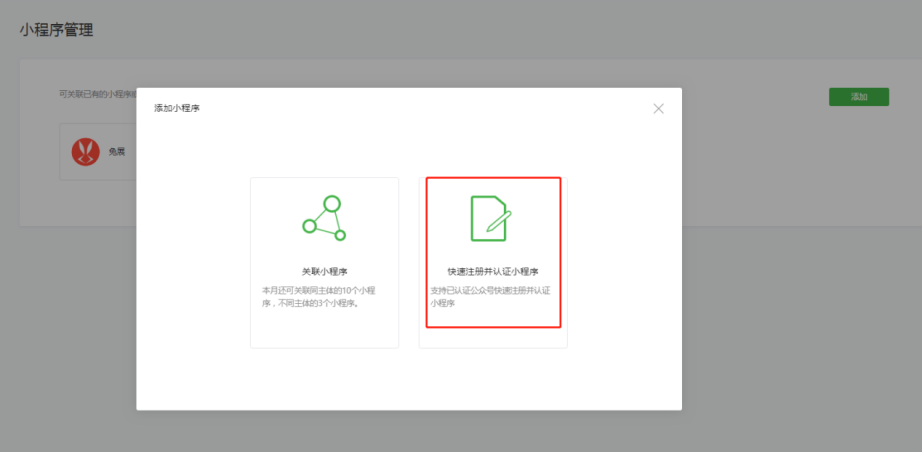 小程序管理
可关联已有的小程序或
添加
添加小程序
兔展
关联小程序
本月还可关联同主体的10个小程
序，不同主体的3个小程序。
快速注册并认证小程序
支持已认证公众号快速注册并认证
小程序